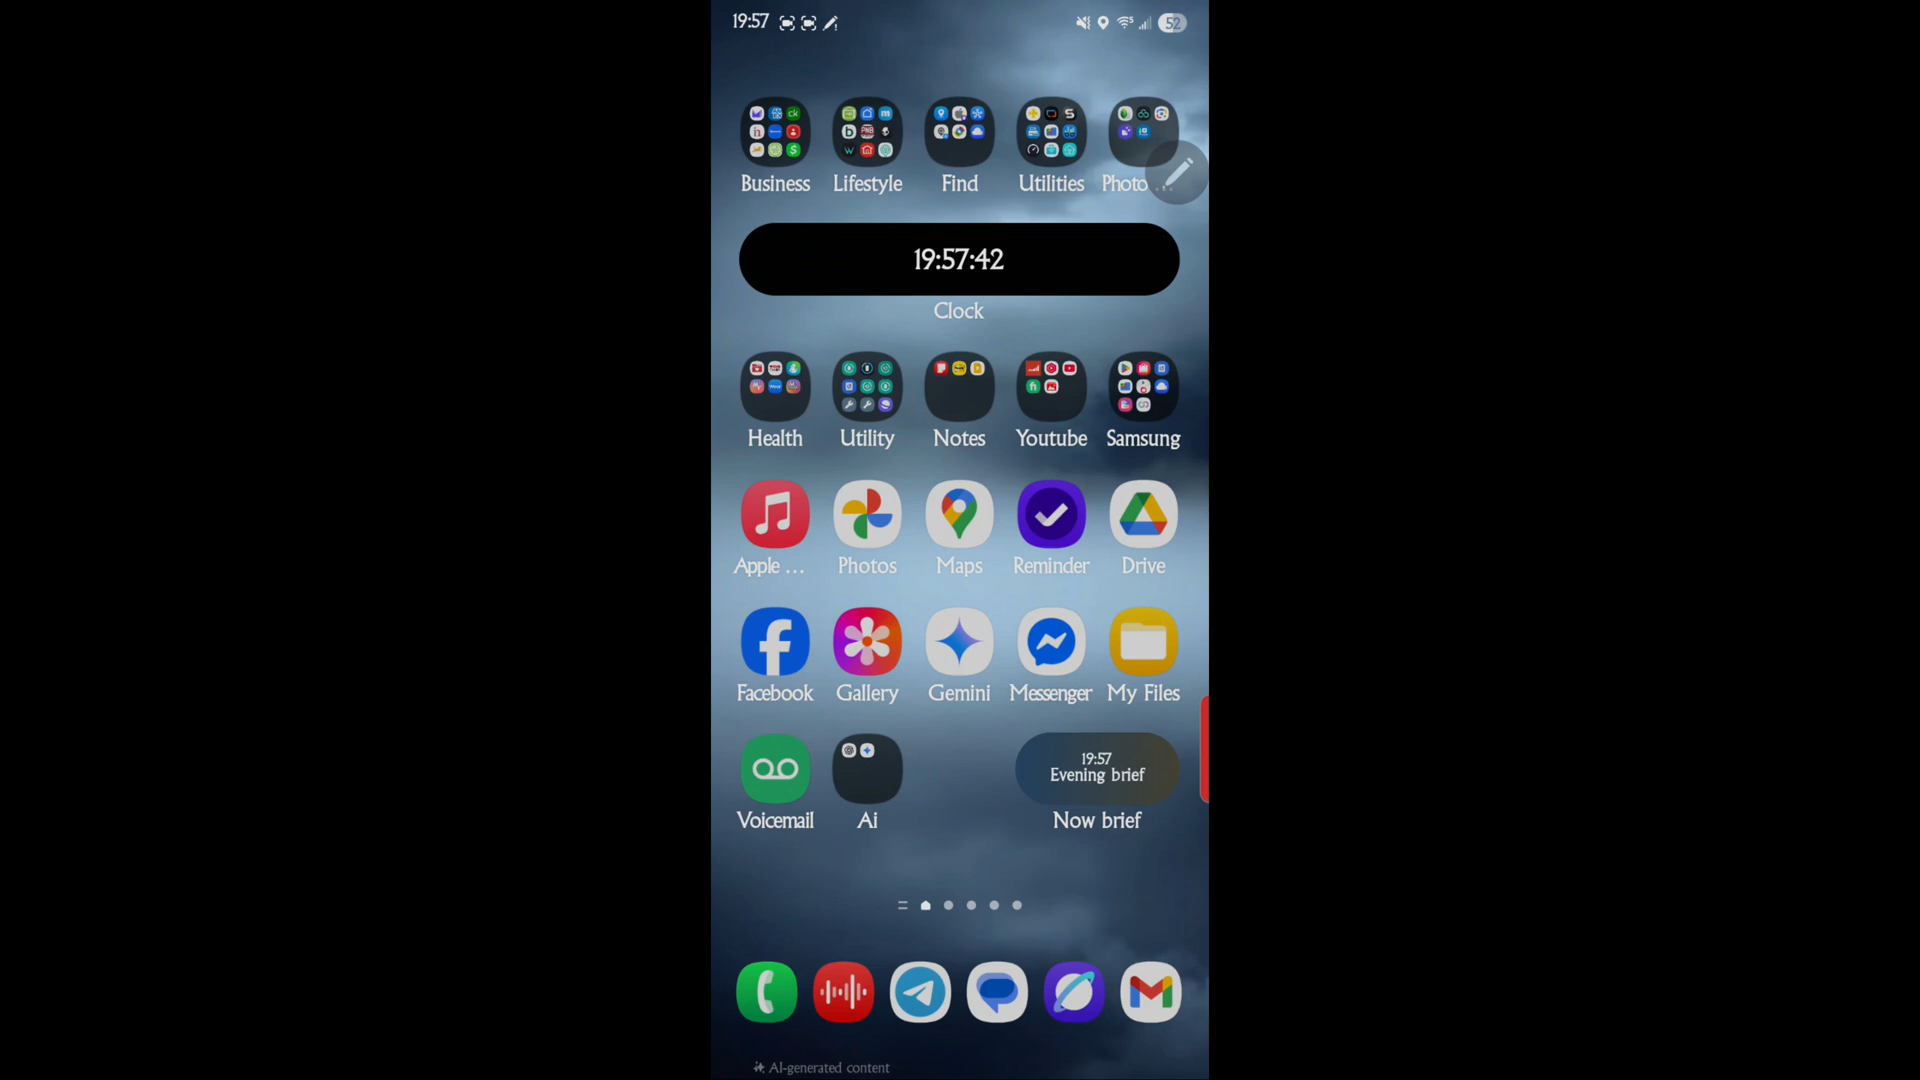 19:57
52
Business
Lifestyle
Find
Utilities
Photo ...
19:57:42
Clock
Health
Utility
Notes
Youtube
Samsung
Apple ...
Photos
Maps
Reminder
Drive
Facebook
Gallery
Gemini
Messenger
My Files
19:57
Evening brief
Voicemail
Ai
Now brief
AI-generated content